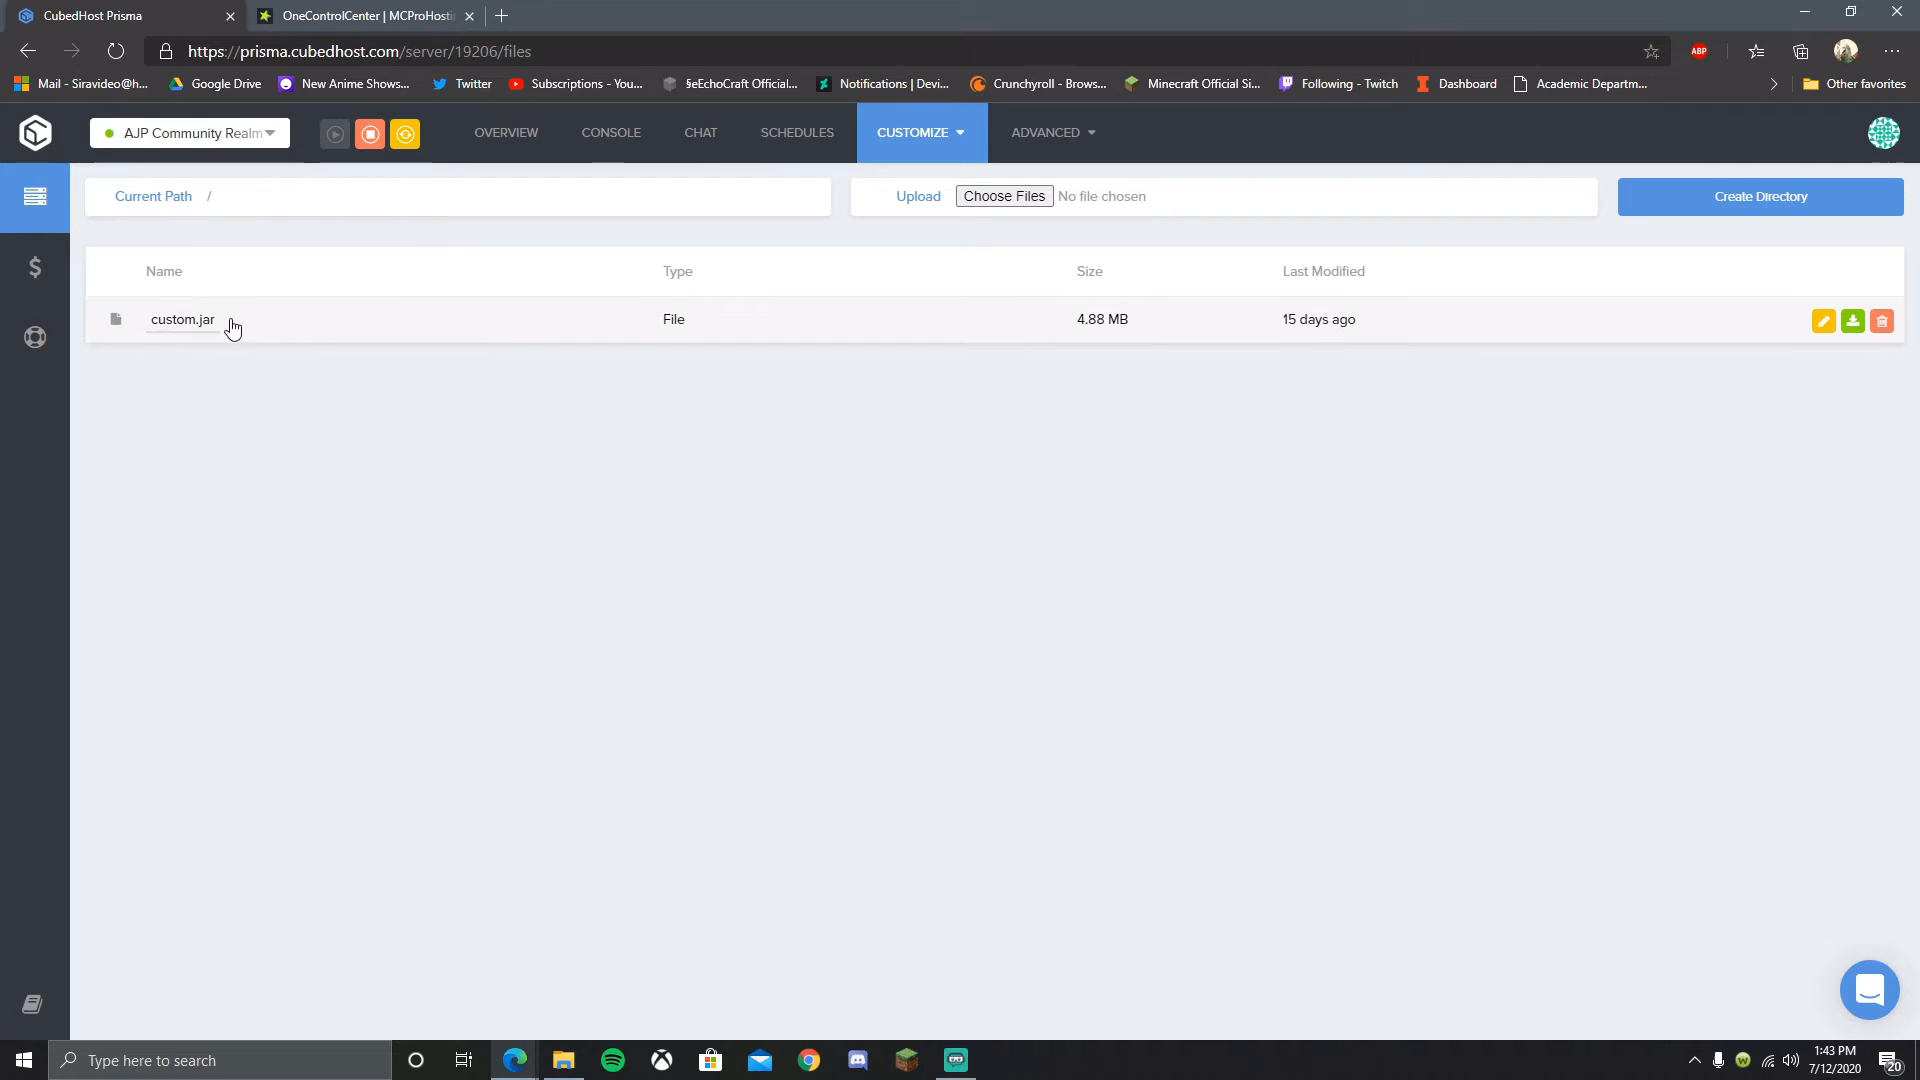 CubedHost Prisma
OneControlCenter | MCProHosti
https://prisma.cubedhost.com/server/19206/files
ABP
Mail - Siravideo@h...
Google Drive
New Anime Shows...
Twitter
Subscriptions - You...
§eEchoCraft Official...
Notifications | Devi...
Crunchyroll - Brows...
Minecraft Official Si...
Following - Twitch
Dashboard
Academic Departm...
Other favorites
AJP Community Realm
OVERVIEW
CONSOLE
CHAT
SCHEDULES
CUSTOMIZE
ADVANCED
Current Path /
Upload Choose Files No file chosen
Create Directory
Name Type Size Last Modified
custom.jar File 4.88 MB 15 days ago
Type here to search
1:43 PM
7/12/2020
20